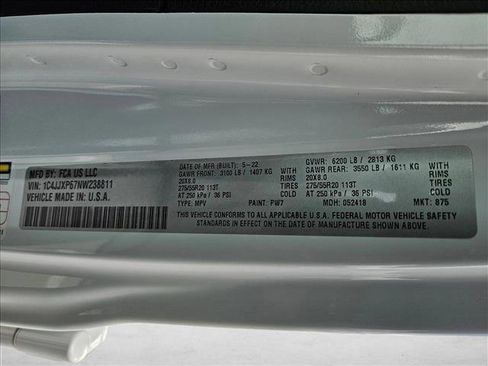 MFD BY: FCA US LLC
VIN: 1C4JJXP67NW238811
VEHICLE MADE IN U.S.A.
DATE OF MFR (BUILT): 5-22
GAWR FRONT: 3100 LB / 1407 KG WITH
20X8.0 RIMS
275/55R20 113T
AT 250 kPa / 36 PSI
TYPE: MPV PAINT: PW7
GVWR: 6200 LB / 2813 KG
GAWR REAR: 3550 LB / 1611 KG WITH
20X8.0 RIMS
275/55R20 113T
AT 250 kPa / 36 PSI
MDH: 052418 MKT: 875
THIS VEHICLE CONFORMS TO ALL APPLICABLE U.S.A. FEDERAL MOTOR VEHICLE SAFETY
STANDARDS IN EFFECT ON THE DATE OF MANUFACTURE SHOWN ABOVE.